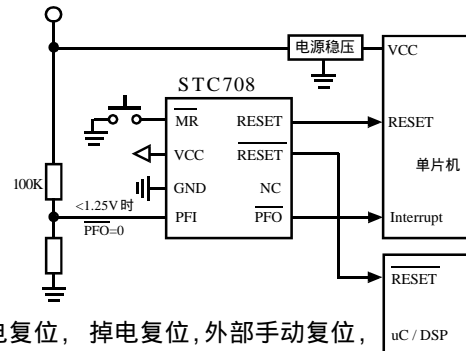 电源稳压
VCC
STC708
MR
RESET
RESET
VCC
RESET
单片机
100K
GND
NC
<1.25V时
PFI
PFO
Interrupt
PFO=0
RESET
电复位，掉电复位,外部手动复位，
uC / DSP